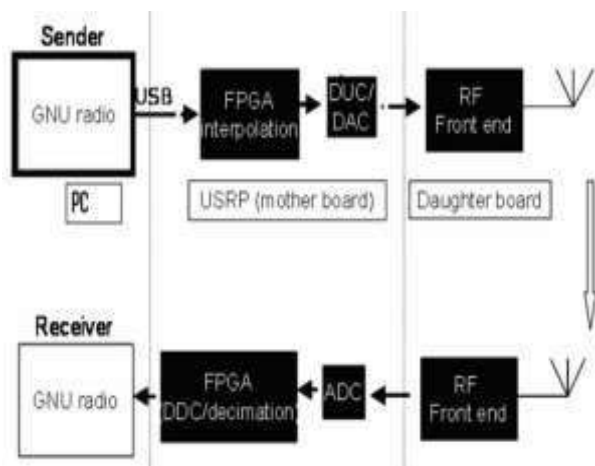 Sender
GNU radio
USB
FPGA
interpolation
DUC/
DAC
RF
Front end
PC
USRP (mother board)
Daughter board
Receiver
GNU radio
FPGA
DDC/decimation
ADC
RF
Front end